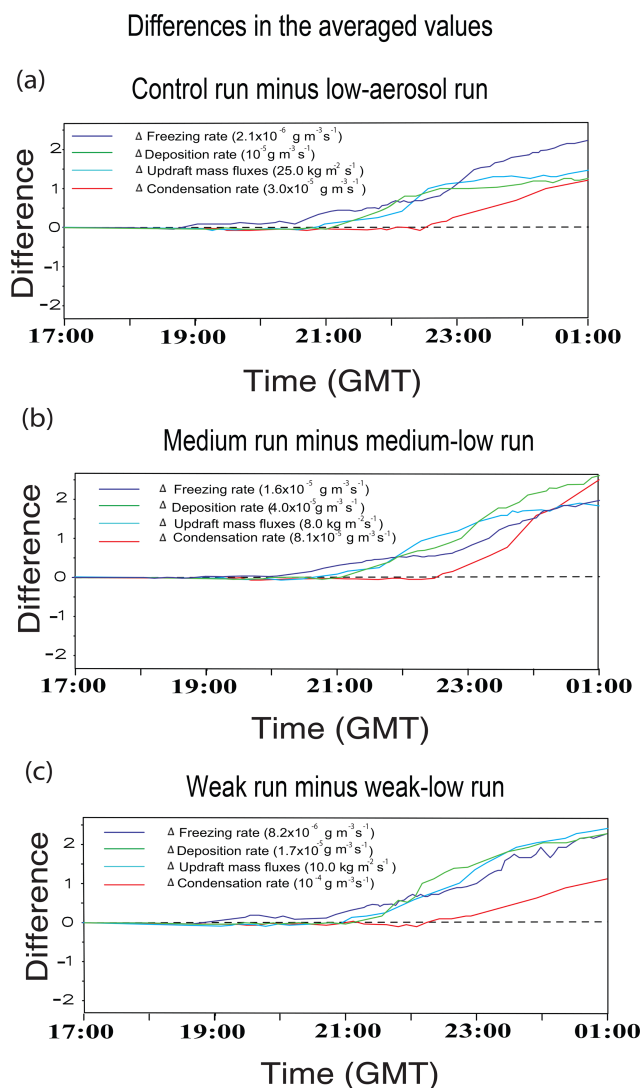 Differences in the averaged values
(a)
Control run minus low-aerosol run
Δ Freezing rate (2.1x10⁻⁶ g m⁻³s⁻¹)
Δ Deposition rate (10⁻⁵g m⁻³s⁻¹)
Δ Updraft mass fluxes (25.0 kg m⁻²s⁻¹)
Δ Condensation rate (3.0x10⁻⁵ g m⁻³s⁻¹)
2
1
0
-1
-2
Difference
17:00 19:00 21:00 23:00 01:00
Time (GMT)
(b)
Medium run minus medium-low run
Δ Freezing rate (1.6x10⁻⁵ g m⁻³s⁻¹)
Δ Deposition rate (4.0x10⁻⁵g m⁻³s⁻¹)
Δ Updraft mass fluxes (8.0 kg m⁻²s⁻¹)
Δ Condensation rate (8.1x10⁻⁵ g m⁻³s⁻¹)
2
1
0
-1
-2
Difference
17:00 19:00 21:00 23:00 01:00
Time (GMT)
(c)
Weak run minus weak-low run
Δ Freezing rate (8.2x10⁻⁶ g m⁻³s⁻¹)
Δ Deposition rate (1.7x10⁻⁵g m⁻³s⁻¹)
Δ Updraft mass fluxes (10.0 kg m⁻²s⁻¹)
Δ Condensation rate (10⁻⁴ g m⁻³s⁻¹)
2
1
0
-1
-2
Difference
17:00 19:00 21:00 23:00 01:00
Time (GMT)